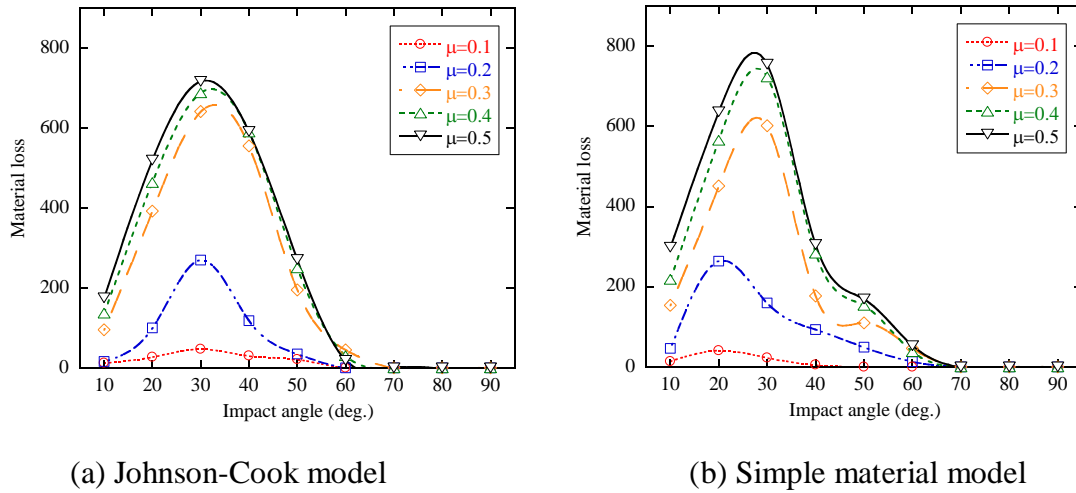 800
600
400
200
0
Material loss
10 20 30 40 50 60 70 80 90
Impact angle (deg.)
μ=0.1
μ=0.2
μ=0.3
μ=0.4
μ=0.5
(a) Johnson-Cook model
800
600
400
200
0
Material loss
10 20 30 40 50 60 70 80 90
Impact angle (deg.)
μ=0.1
μ=0.2
μ=0.3
μ=0.4
μ=0.5
(b) Simple material model